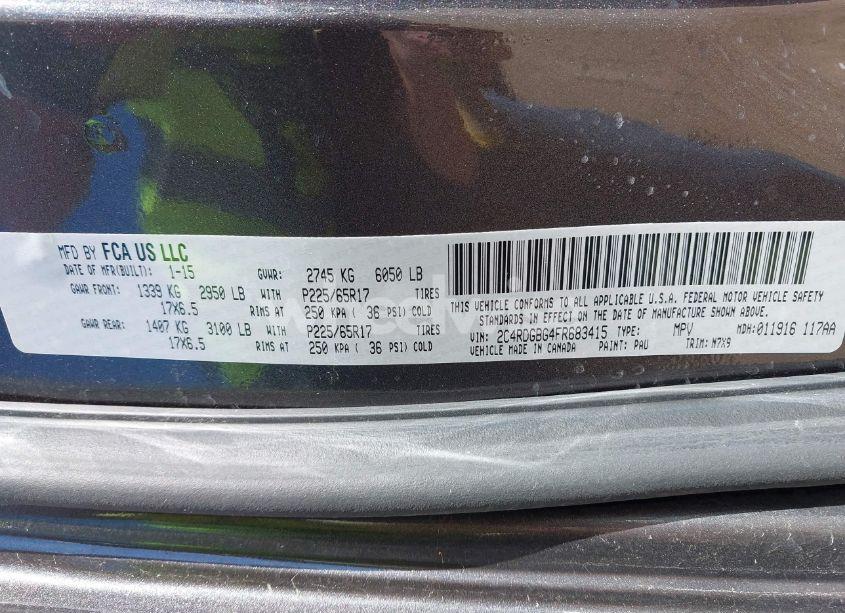 MFD BY FCA US LLC
DATE OF MFR(BUILT): 1-15 GVWR: 2745 KG 6050 LB
GAWR FRONT: 1339 KG 2950 LB WITH P225/65R17 TIRES
17X6.5 RIMS AT 250 KPA ( 36 PSI) COLD
GAWR REAR: 1407 KG 3100 LB WITH P225/65R17 TIRES
17X6.5 RIMS AT 250 KPA ( 36 PSI) COLD
THIS VEHICLE CONFORMS TO ALL APPLICABLE U.S.A. FEDERAL MOTOR VEHICLE SAFETY
STANDARDS IN EFFECT ON THE DATE OF MANUFACTURE SHOWN ABOVE.
VIN: 2C4RDGBG4FR683415 TYPE: MPV MDH:011916 117AA
VEHICLE MADE IN CANADA PAINT: PAU TRIM: M7X9